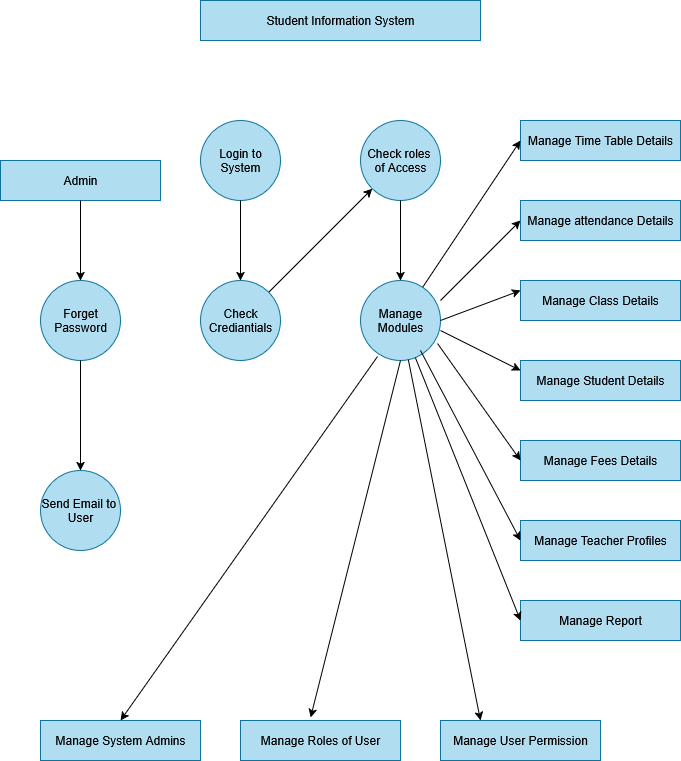 Student Information System
Login to
System
Check roles
of Access
Manage Time Table Details
Admin
Manage attendance Details
Forget
Password
Check
Crediantials
Manage
Modules
Manage Class Details
Manage Student Details
Manage Fees Details
Send Email to
User
Manage Teacher Profiles
Manage Report
Manage System Admins
Manage Roles of User
Manage User Permission